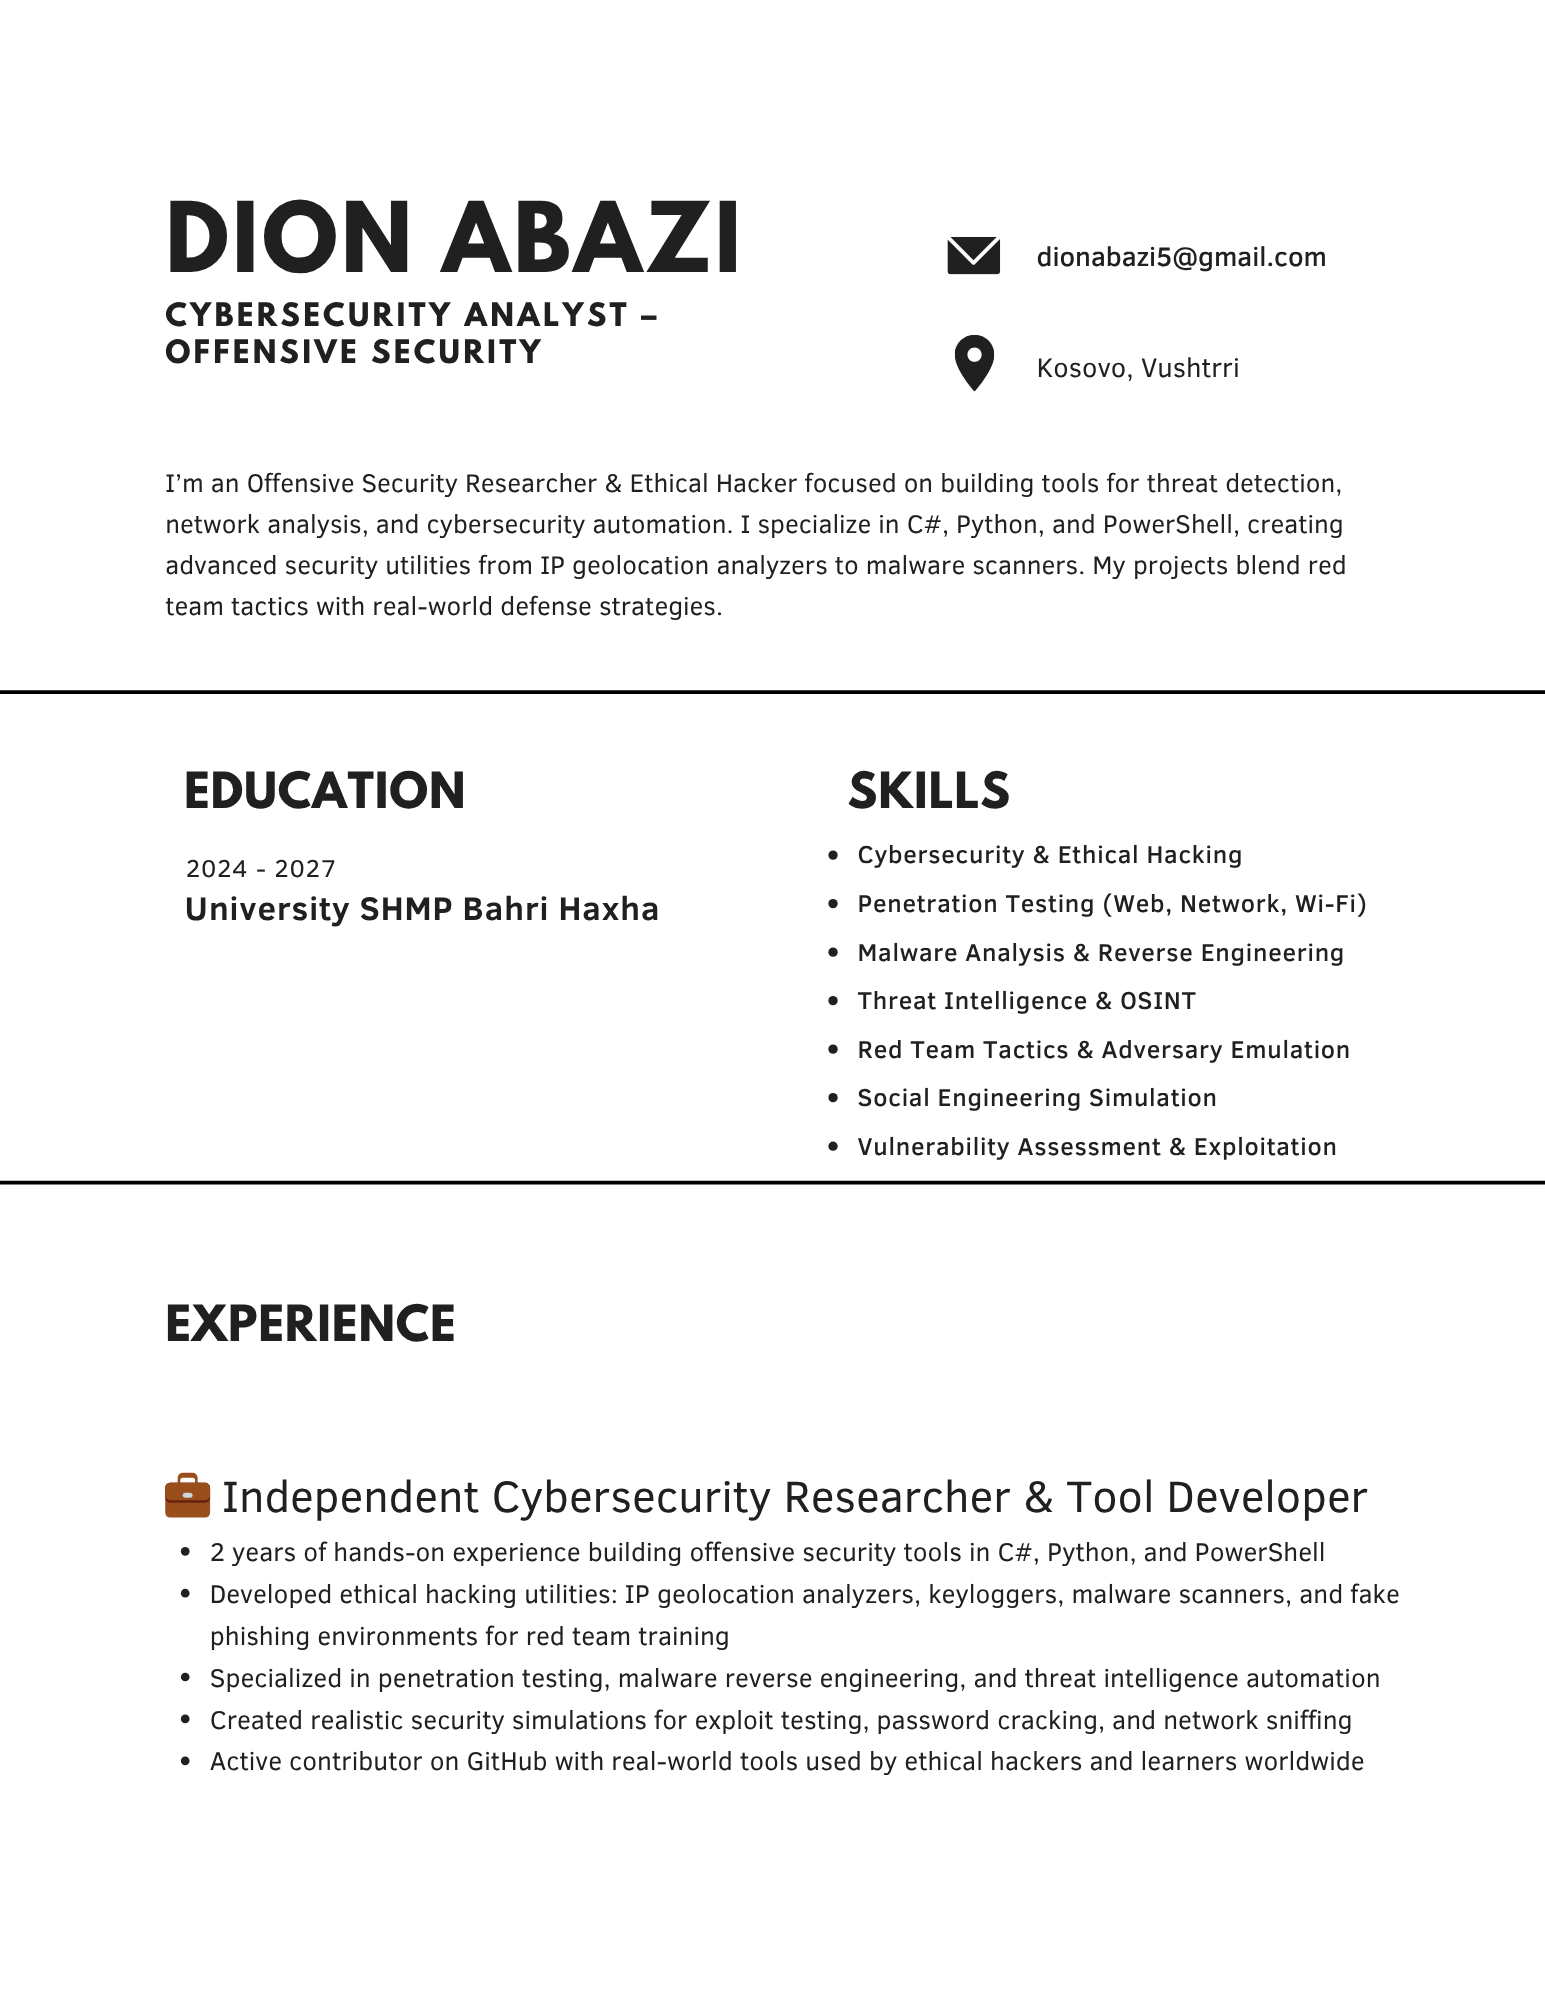 DION ABAZI
CYBERSECURITY ANALYST –
OFFENSIVE SECURITY
dionabazi5@gmail.com
Kosovo, Vushtrri
I’m an Offensive Security Researcher & Ethical Hacker focused on building tools for threat detection,
network analysis, and cybersecurity automation. I specialize in C#, Python, and PowerShell, creating
advanced security utilities from IP geolocation analyzers to malware scanners. My projects blend red
team tactics with real-world defense strategies.
EDUCATION
2024 - 2027
University SHMP Bahri Haxha
SKILLS
• Cybersecurity & Ethical Hacking
• Penetration Testing (Web, Network, Wi-Fi)
• Malware Analysis & Reverse Engineering
• Threat Intelligence & OSINT
• Red Team Tactics & Adversary Emulation
• Social Engineering Simulation
• Vulnerability Assessment & Exploitation
EXPERIENCE
Independent Cybersecurity Researcher & Tool Developer
• 2 years of hands-on experience building offensive security tools in C#, Python, and PowerShell
• Developed ethical hacking utilities: IP geolocation analyzers, keyloggers, malware scanners, and fake
phishing environments for red team training
• Specialized in penetration testing, malware reverse engineering, and threat intelligence automation
• Created realistic security simulations for exploit testing, password cracking, and network sniffing
• Active contributor on GitHub with real-world tools used by ethical hackers and learners worldwide